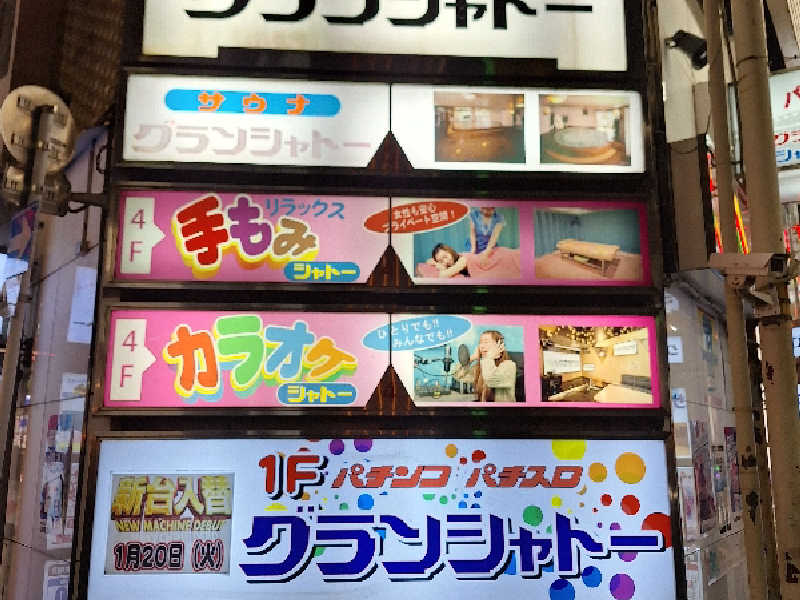 グランシャトー
サウナ
グランシャトー
4F
手もみ
リラックス
シャトー
女性も安心
プライベート空間!
4F
カラオケ
シャトー
ひとりでも!!
みんなでも!!
1F パチンコ パチスロ
グランシャトー
新台入替
NEW MACHINE DEBUT
1月20日(火)